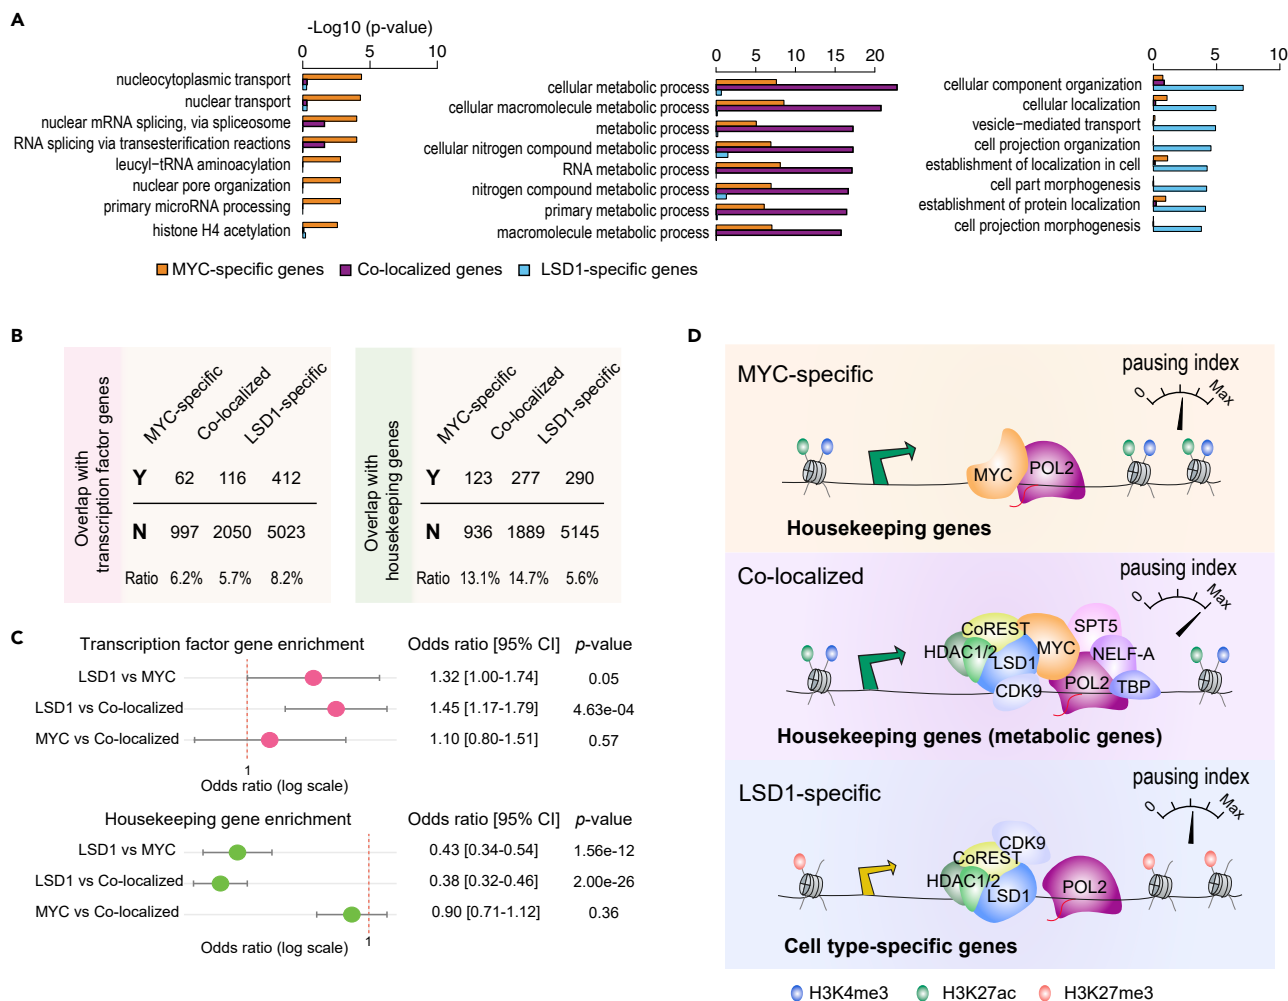 A
-Log10 (p-value)
0 5 10
nucleocytoplasmic transport
nuclear transport
nuclear mRNA splicing, via spliceosome
RNA splicing via transesterification reactions
leucyl−tRNA aminoacylation
nuclear pore organization
primary microRNA processing
histone H4 acetylation
0 5 10 15 20
cellular metabolic process
cellular macromolecule metabolic process
metabolic process
cellular nitrogen compound metabolic process
RNA metabolic process
nitrogen compound metabolic process
primary metabolic process
macromolecule metabolic process
0 5 10
cellular component organization
cellular localization
vesicle−mediated transport
cell projection organization
establishment of localization in cell
cell part morphogenesis
establishment of protein localization
cell projection morphogenesis
MYC-specific genes Co-localized genes LSD1-specific genes
B
Overlap with
transcription factor genes
MYC-specific Co-localized LSD1-specific
Y 62 116 412
N 997 2050 5023
Ratio 6.2% 5.7% 8.2%
Overlap with
housekeeping genes
MYC-specific Co-localized LSD1-specific
Y 123 277 290
N 936 1889 5145
Ratio 13.1% 14.7% 5.6%
C
Transcription factor gene enrichment Odds ratio [95% CI] p-value
LSD1 vs MYC 1.32 [1.00-1.74] 0.05
LSD1 vs Co-localized 1.45 [1.17-1.79] 4.63e-04
MYC vs Co-localized 1.10 [0.80-1.51] 0.57
1
Odds ratio (log scale)
Housekeeping gene enrichment Odds ratio [95% CI] p-value
LSD1 vs MYC 0.43 [0.34-0.54] 1.56e-12
LSD1 vs Co-localized 0.38 [0.32-0.46] 2.00e-26
MYC vs Co-localized 0.90 [0.71-1.12] 0.36
1
Odds ratio (log scale)
D
MYC-specific
pausing index
0 Max
MYC POL2
Housekeeping genes
Co-localized
pausing index
0 Max
CoREST SPT5
HDAC1/2 LSD1 MYC NELF-A
CDK9 POL2 TBP
Housekeeping genes (metabolic genes)
LSD1-specific
pausing index
0 Max
CDK9
CoREST
HDAC1/2 LSD1 POL2
Cell type-specific genes
H3K4me3 H3K27ac H3K27me3